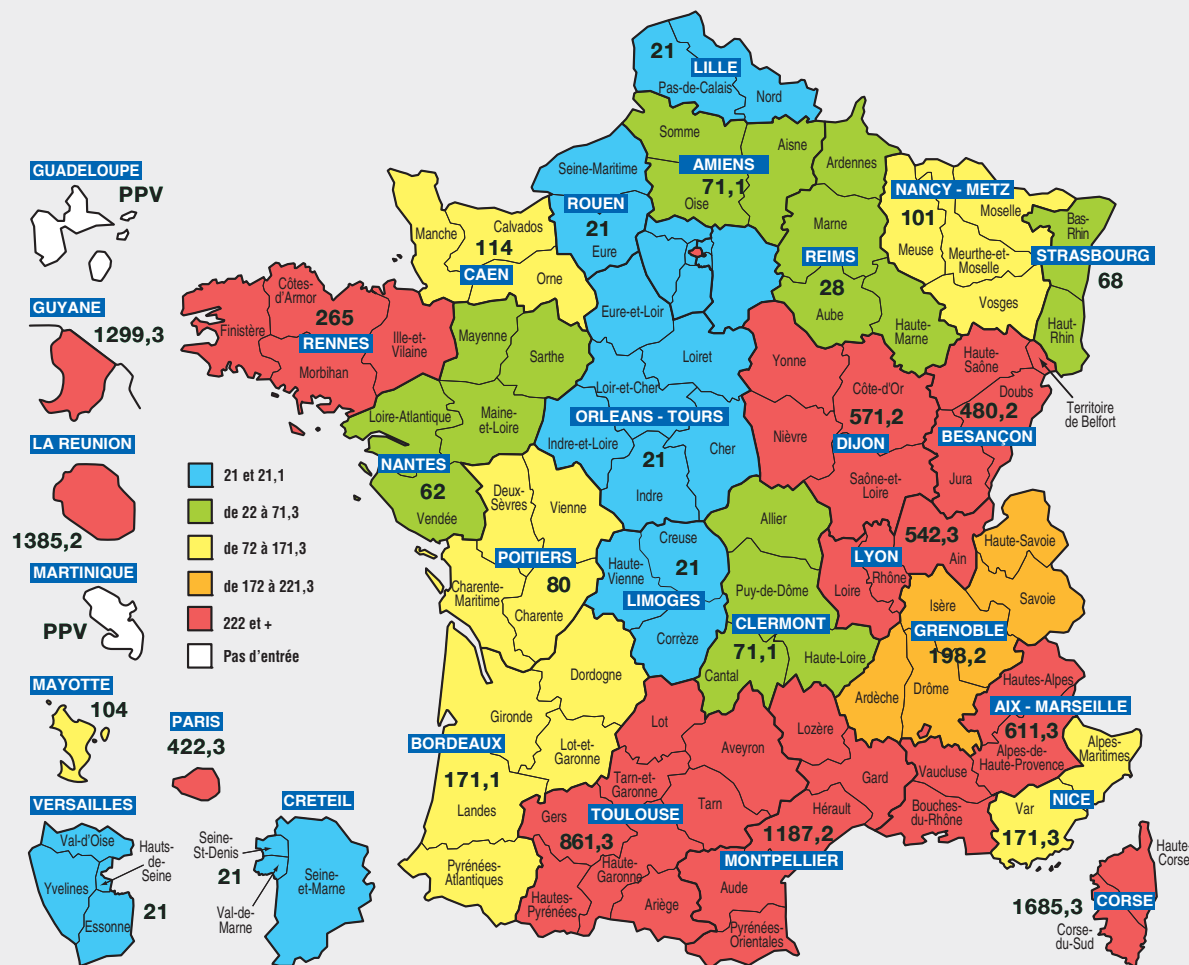 21
LILLE
Pas-de-Calais
Nord
Somme
Aisne
AMIENS
71,1
Oise
Ardennes
Seine-Maritime
ROUEN
21
Eure
GUADELOUPE
PPV
NANCY - METZ
101
Moselle
Meuse
Meurthe-et-
Moselle
Vosges
Bas-
Rhin
STRASBOURG
68
Haut-
Rhin
Marne
REIMS
28
Aube
Haute-
Marne
Manche
Calvados
114
CAEN
Orne
GUYANE
1299,3
Côtes-
d'Armor
265
Finistère
RENNES
Ille-et-
Vilaine
Morbihan
Mayenne
Sarthe
Loire-Atlantique
Maine-
et-Loire
NANTES
62
Vendée
Eure-et-Loir
Loiret
Loir-et-Cher
ORLEANS - TOURS
Indre-et-Loire
21
Cher
Indre
Yonne
Côte-d'Or
571,2
Nièvre
DIJON
Saône-et-
Loire
Haute-
Saône
Doubs
480,2
BESANÇON
Jura
Territoire
de Belfort
LA REUNION
1385,2
21 et 21,1
de 22 à 71,3
de 72 à 171,3
de 172 à 221,3
222 et +
Pas d'entrée
MARTINIQUE
PPV
MAYOTTE
104
PARIS
422,3
Deux-
Sèvres
Vienne
POITIERS
80
Charente-
Maritime
Charente
Creuse
Haute-
Vienne
21
LIMOGES
Corrèze
Allier
Puy-de-Dôme
CLERMONT
71,1
Haute-Loire
Cantal
542,3
LYON
Ain
Rhône
Loire
Haute-Savoie
Savoie
Isère
GRENOBLE
198,2
Ardèche
Drôme
Dordogne
Gironde
BORDEAUX
Lot-et-
Garonne
171,1
Landes
Pyrénées-
Atlantiques
Lot
Aveyron
Tarn-et-
Garonne
Tarn
Gers
TOULOUSE
861,3
Haute-
Garonne
Hautes-
Pyrénées
Ariège
Lozère
Gard
Hérault
1187,2
MONTPELLIER
Aude
Pyrénées-
Orientales
Hautes-Alpes
AIX - MARSEILLE
611,3
Alpes-de-
Haute-Provence
Vaucluse
Bouches-
du-Rhône
Alpes-
Maritimes
Var
NICE
171,3
Haute-
Corse
CORSE
1685,3
Corse-
du-Sud
VERSAILLES
Val-d'Oise
Hauts-
de-
Seine
Yvelines
Essonne
21
CRETEIL
Seine-
St-Denis
21
Seine-
et-Marne
Val-de-
Marne